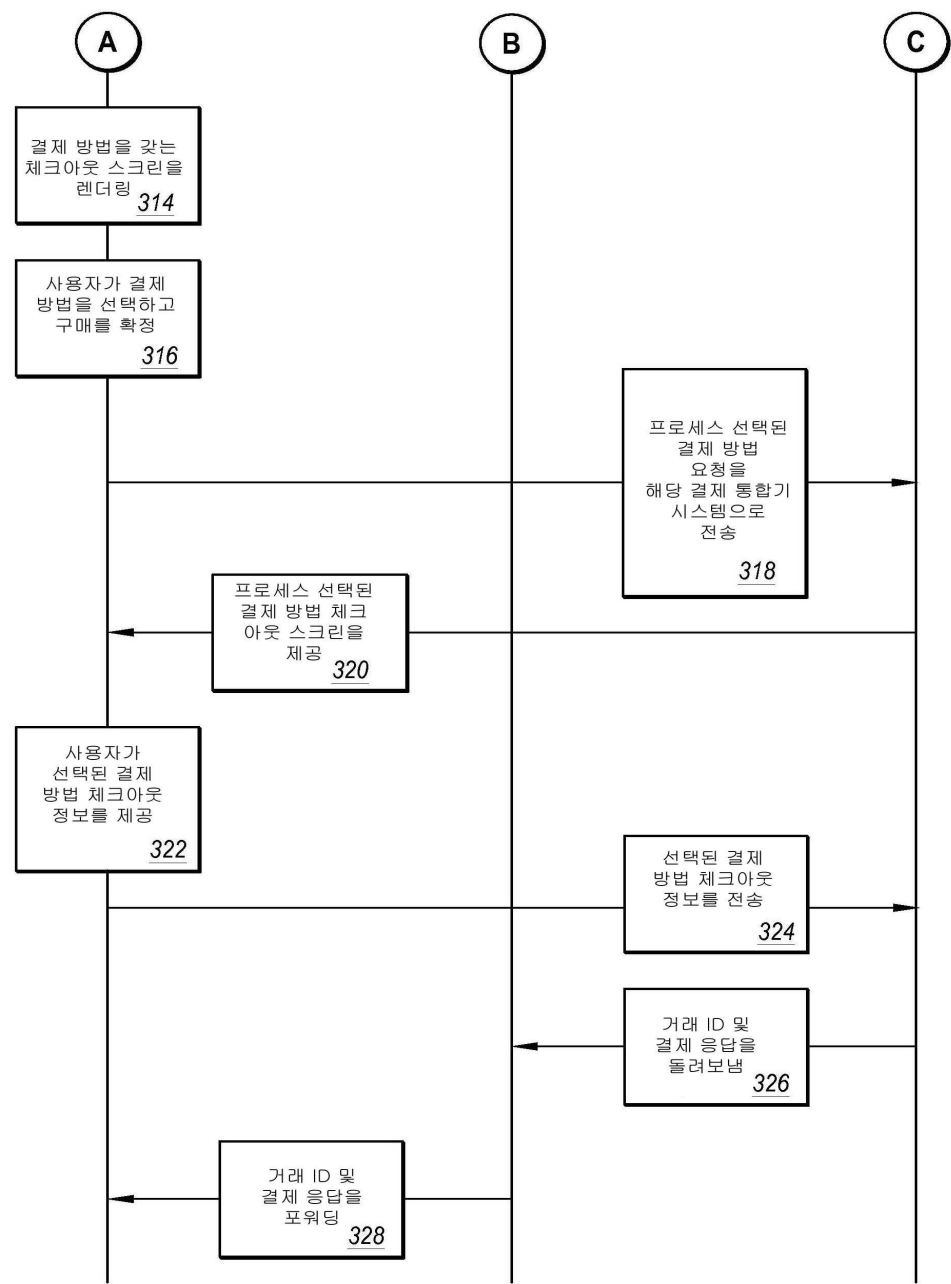 A
B
C
결제 방법을 갖는
체크아웃 스크린을
렌더링
314
사용자가 결제
방법을 선택하고
구매를 확정
316
프로세스 선택된
결제 방법
요청을
해당 결제 통합기
시스템으로
전송
318
프로세스 선택된
결제 방법 체크
아웃 스크린을
제공
320
사용자가
선택된 결제
방법 체크아웃
정보를 제공
322
선택된 결제
방법 체크아웃
정보를 전송
324
거래 ID 및
결제 응답을
돌려보냄
326
거래 ID 및
결제 응답을
포워딩
328